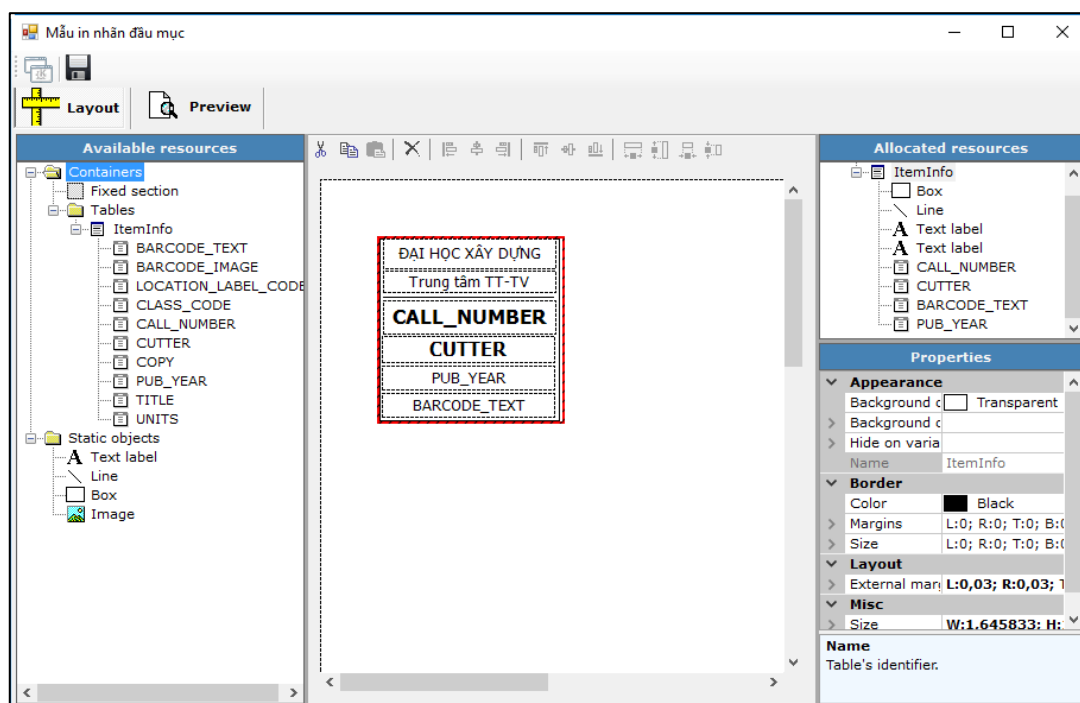 Mẫu in nhãn đầu mục
Layout
Preview
Available resources
Containers
Fixed section
Tables
ItemInfo
BARCODE_TEXT
BARCODE_IMAGE
LOCATION_LABEL_CODE
CLASS_CODE
CALL_NUMBER
CUTTER
COPY
PUB_YEAR
TITLE
UNITS
Static objects
Text label
Line
Box
Image
ĐẠI HỌC XÂY DỰNG
Trung tâm TT-TV
CALL_NUMBER
CUTTER
PUB_YEAR
BARCODE_TEXT
Allocated resources
ItemInfo
Box
Line
Text label
Text label
CALL_NUMBER
CUTTER
BARCODE_TEXT
PUB_YEAR
Properties
Appearance
Background c Transparent
Background c
Hide on varia
Name ItemInfo
Border
Color Black
Margins L:0; R:0; T:0; B:0
Size L:0; R:0; T:0; B:0
Layout
External marg L:0,03; R:0,03; T
Misc
Size W:1,645833; H:
Name
Table's identifier.